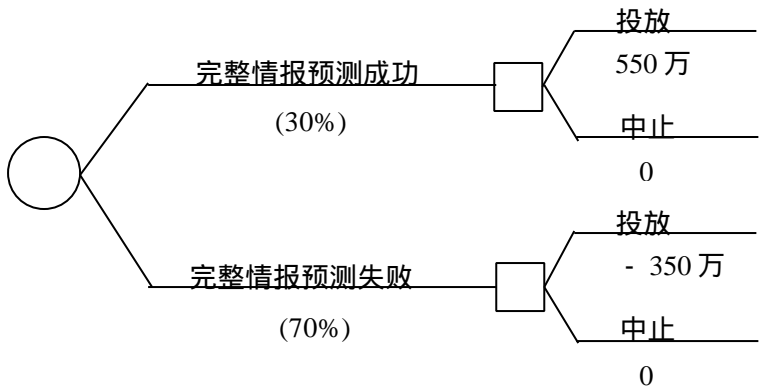 投放
550 万
完整情报预测成功
(30%)
中止
0
投放
- 350 万
完整情报预测失败
(70%)
中止
0